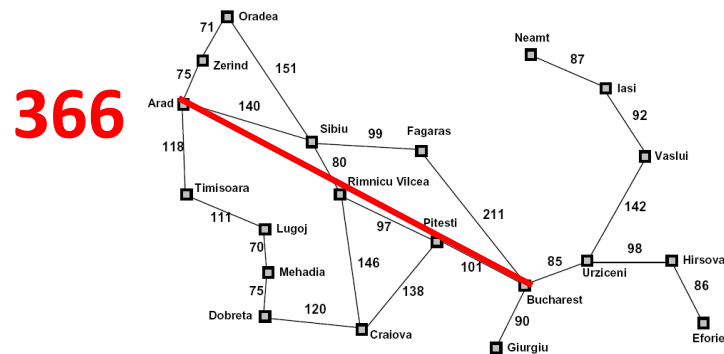 Oradea
71
Neamt
87
Zerind
75
151
Iasi
366
Arad
140
92
Sibiu
99
Fagaras
118
80
Vaslui
Rimnicu Vilcea
Timisoara
111
97
Pitesti
211
142
Lugoj
70
146
101
85
98
Hirsova
Mehadia
Urziceni
75
138
86
Bucharest
120
Dobreta
90
Craiova
Eforie
Giurgiu